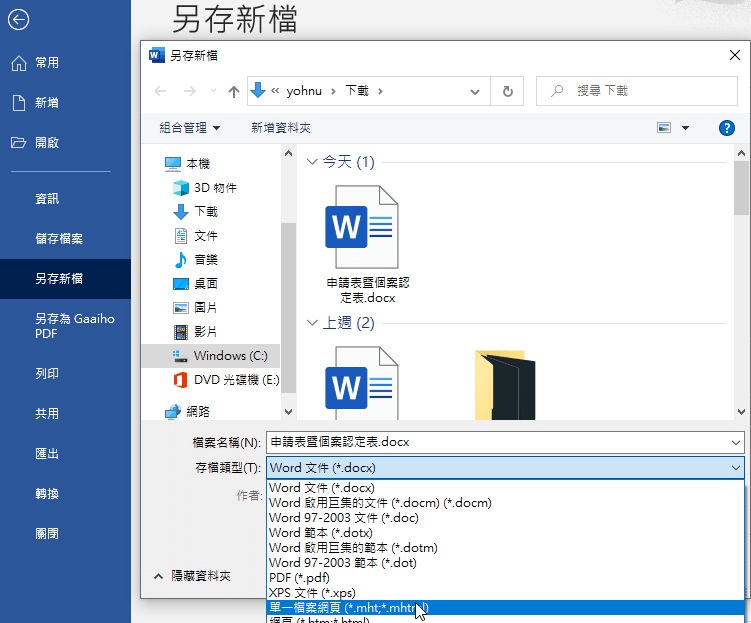 另存新檔
常用
新增
開啟
資訊
儲存檔案
另存新檔
另存為 Gaaiho
PDF
列印
共用
匯出
轉換
關閉
另存新檔
« yohnu › 下載 ›
搜尋 下載
組合管理
新增資料夾
本機
3D 物件
下載
文件
音樂
桌面
圖片
影片
Windows (C:)
DVD 光碟機 (E:)
網路
今天 (1)
W
申請表暨個案認
定表.docx
上週 (2)
W
檔案名稱(N):
申請表暨個案認定表.docx
存檔類型(T):
Word 文件 (*.docx)
作者:
Word 文件 (*.docx)
Word 啟用巨集的文件 (*.docm) (*.docm)
Word 97-2003 文件 (*.doc)
Word 範本 (*.dotx)
Word 啟用巨集的範本 (*.dotm)
Word 97-2003 範本 (*.dot)
PDF (*.pdf)
XPS 文件 (*.xps)
單一檔案網頁 (*.mht;*.mhtml)
網頁 (*.htm;*.html)
隱藏資料夾